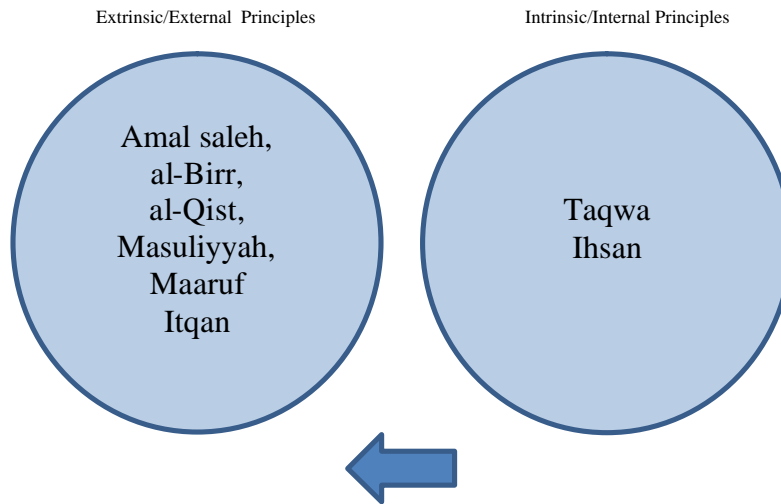 Extrinsic/External Principles
Intrinsic/Internal Principles
Amal saleh,
al-Birr,
al-Qist,
Masuliyyah,
Maaruf
Itqan
Taqwa
Ihsan